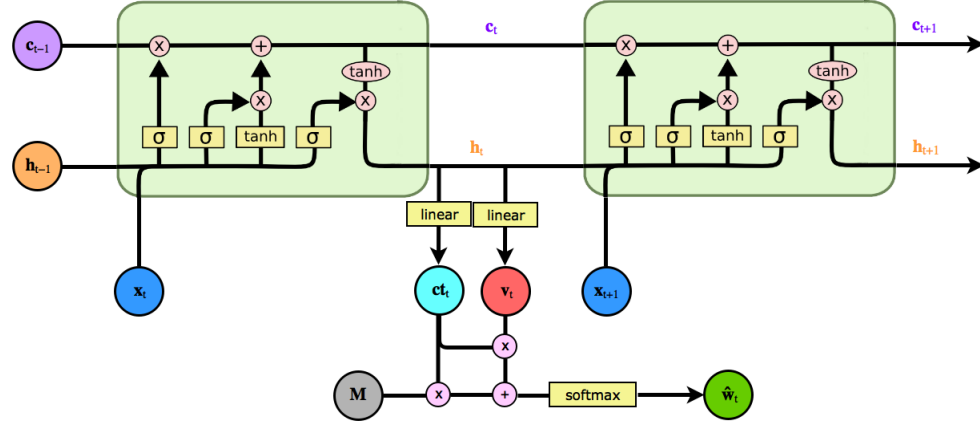 c_t c_{t+1}
c_{t−1} x + x +
tanh tanh
x x x x
σ σ tanh σ σ σ tanh σ
h_t h_{t+1}
h_{t−1}
linear linear
x_t ct_t v_t x_{t+1}
x
M x + softmax ŵ_t